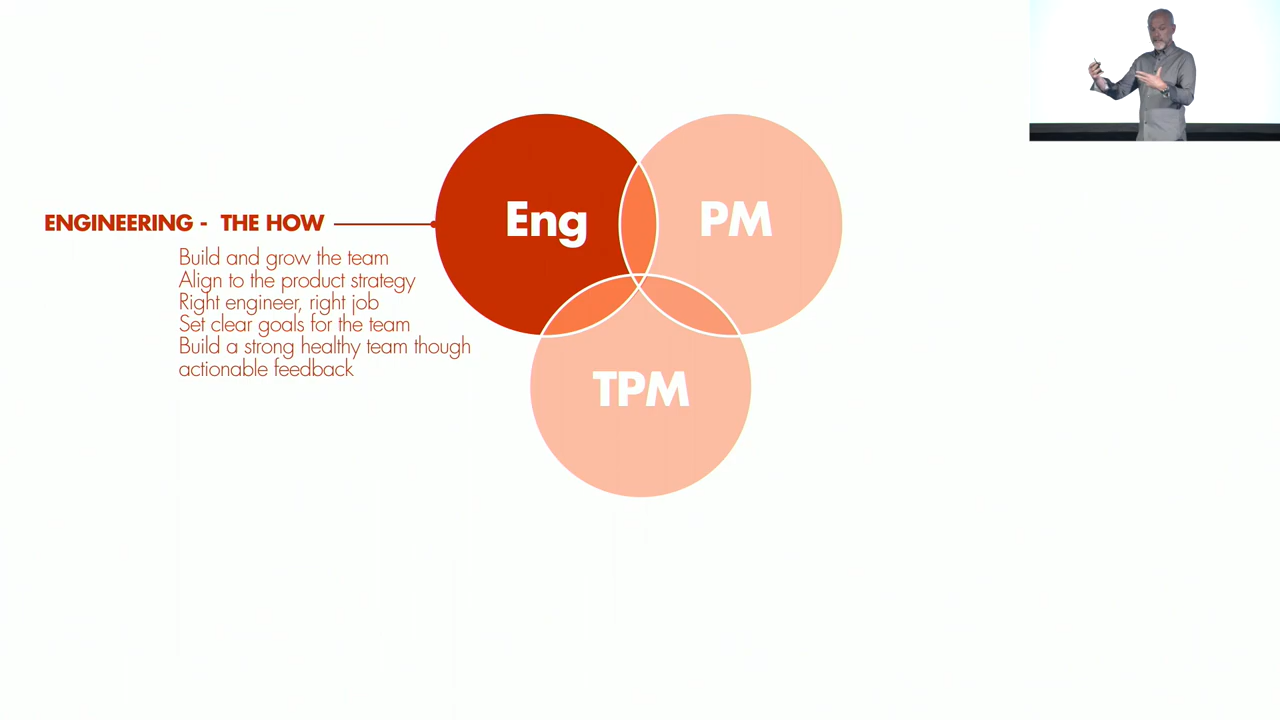 Eng
PM
ENGINEERING - THE HOW
Build and grow the team
Align to the product strategy
Right engineer, right job
Set clear goals for the team
Build a strong healthy team though
actionable feedback
TPM